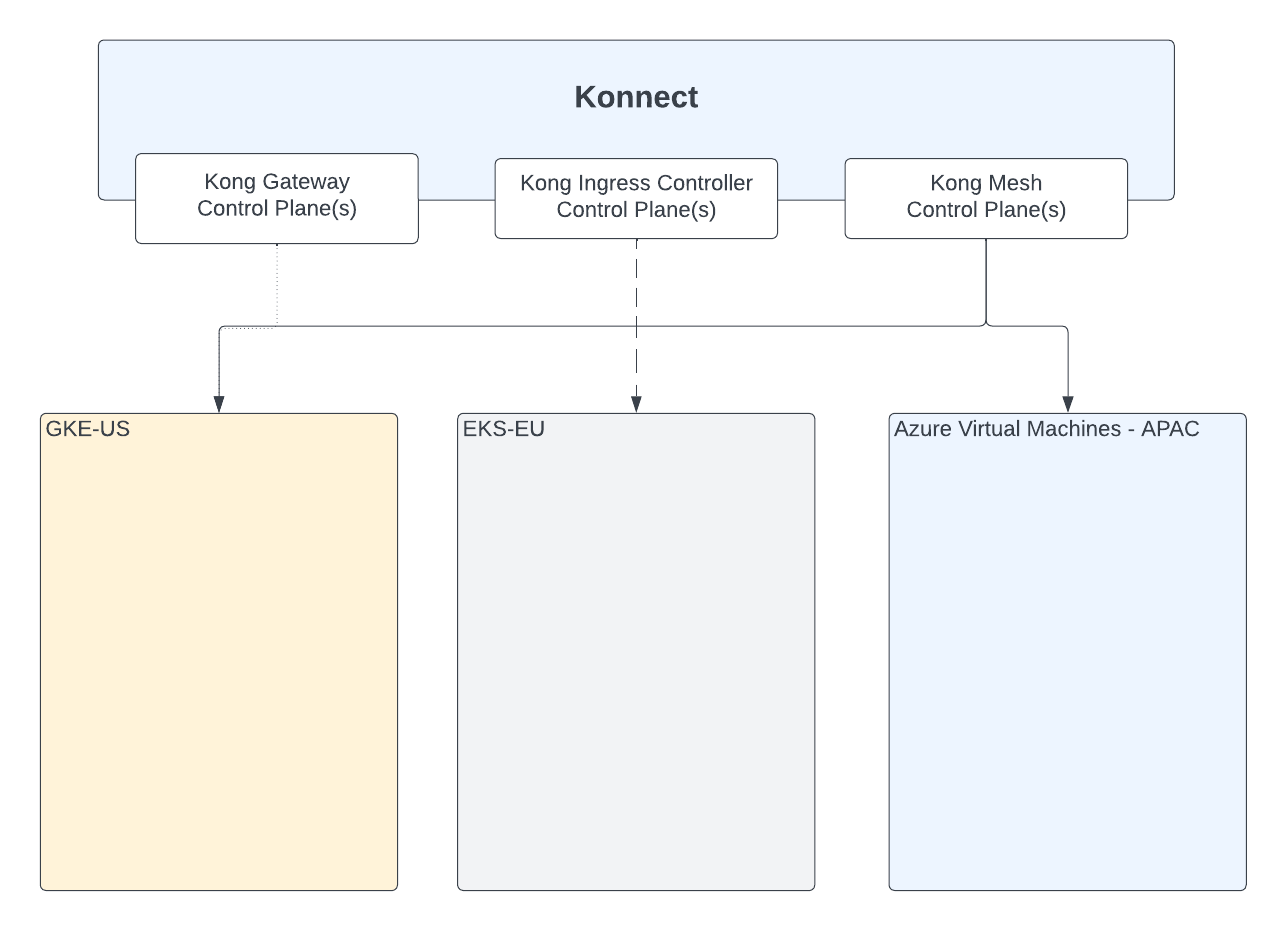 Konnect
Kong Gateway
Control Plane(s)
Kong Ingress Controller
Control Plane(s)
Kong Mesh
Control Plane(s)
GKE-US
EKS-EU
Azure Virtual Machines - APAC